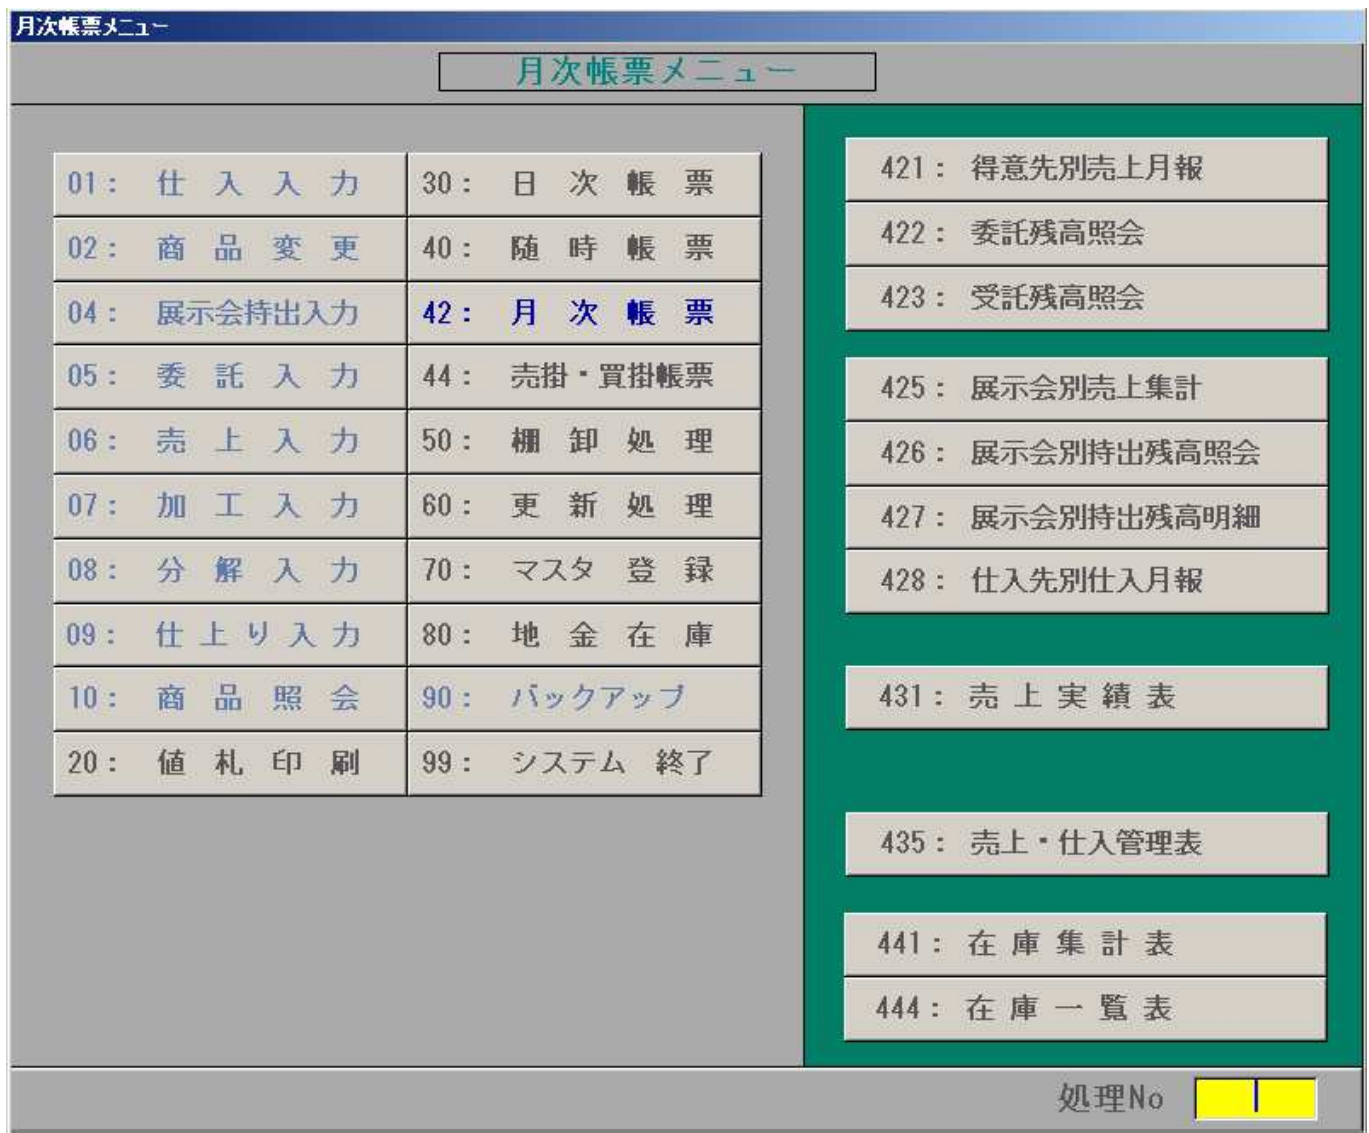 月次帳票メニュー
月次帳票メニュー
01： 仕 入 入 力
02： 商 品 変 更
04： 展示会持出入力
05： 委 託 入 力
06： 売 上 入 力
07： 加 工 入 力
08： 分 解 入 力
09： 仕 上 り 入 力
10： 商 品 照 会
20： 値 札 印 刷
30： 日 次 帳 票
40： 随 時 帳 票
42： 月 次 帳 票
44： 売掛・買掛帳票
50： 棚 卸 処 理
60： 更 新 処 理
70： マスタ 登 録
80： 地 金 在 庫
90： バックアップ
99： システム 終了
421： 得意先別売上月報
422： 委託残高照会
423： 受託残高照会
425： 展示会別売上集計
426： 展示会別持出残高照会
427： 展示会別持出残高明細
428： 仕入先別仕入月報
431： 売 上 実 績 表
435： 売上・仕入管理表
441： 在 庫 集 計 表
444： 在 庫 一 覧 表
処理No